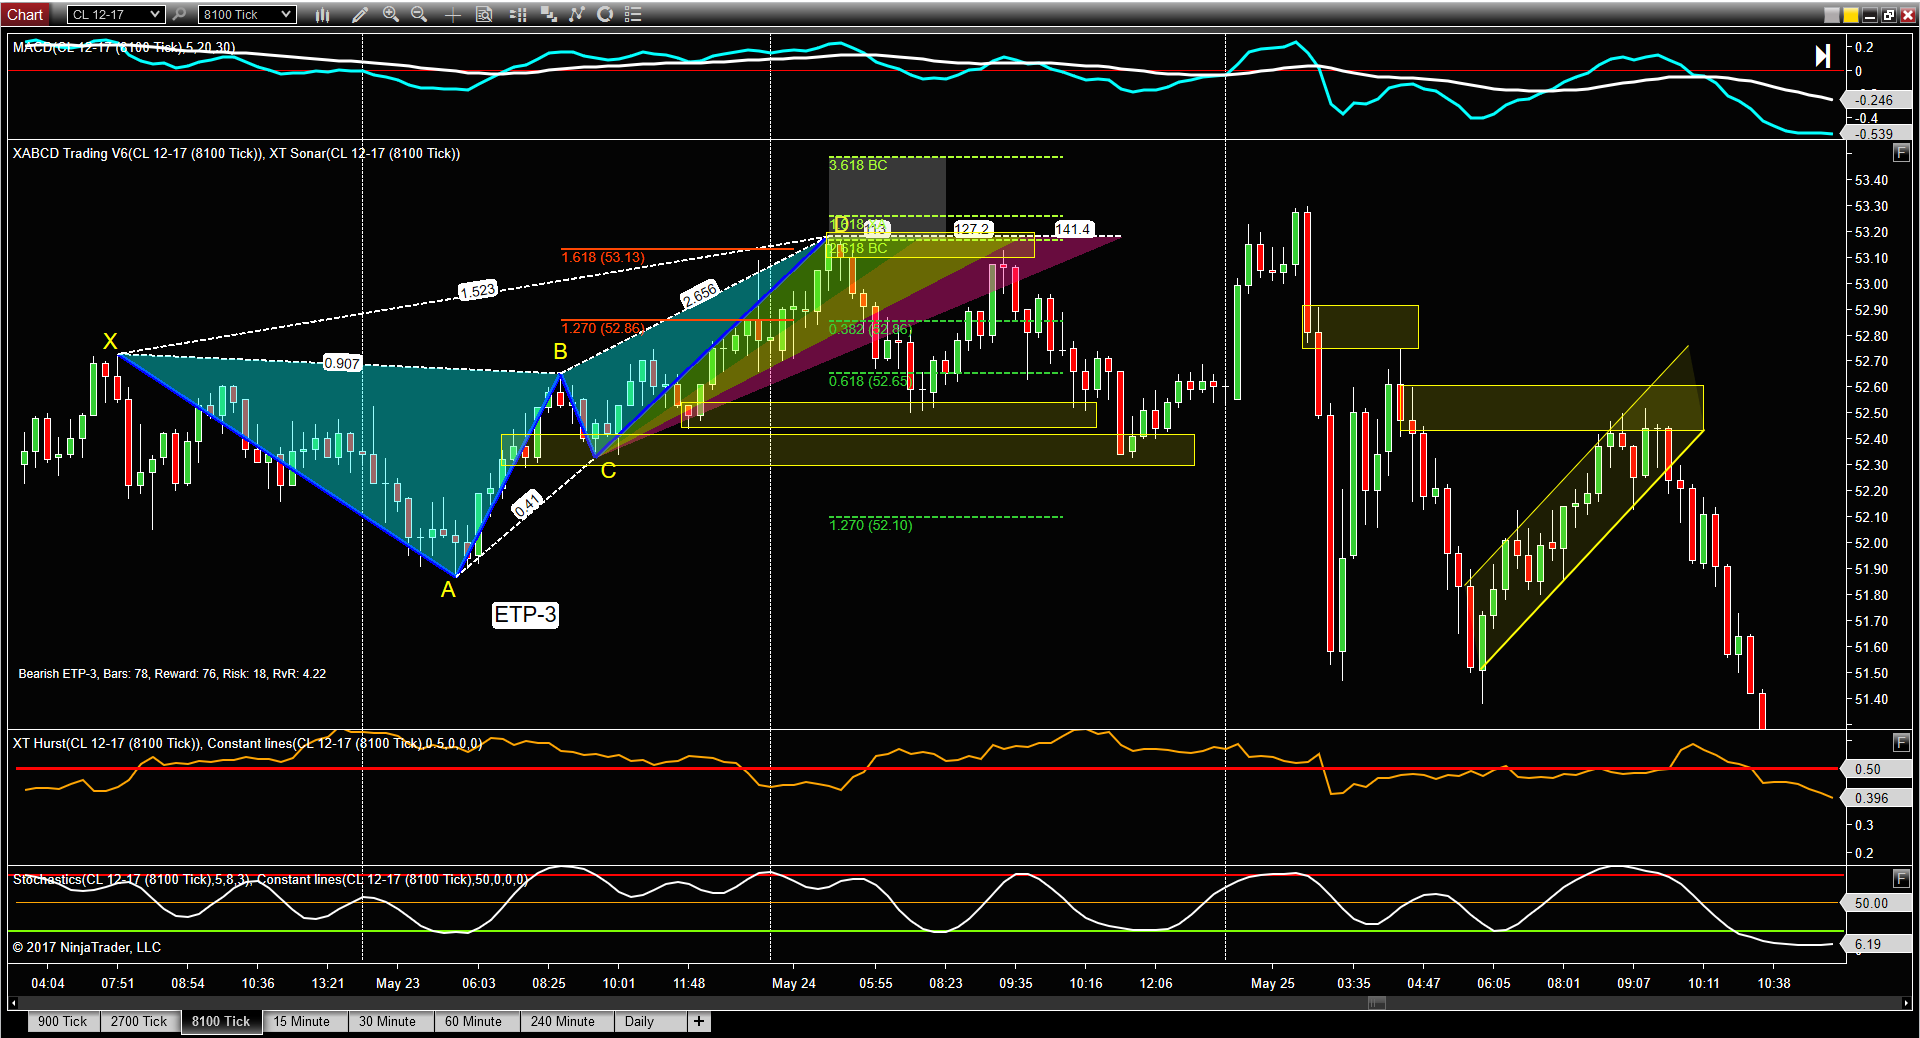 Chart CL 12-17 8100 Tick
MACD(CL 12-17 (8100 Tick),5,20,30)
0.2
0
-0.246
-0.4
-0.539
XABCD Trading V6(CL 12-17 (8100 Tick)), XT Sonar(CL 12-17 (8100 Tick))
F
3.618 BC
53.40
53.30
D
127.2
141.4
53.20
2.618 BC
1.618 (53.13)
53.10
53.00
1.523
2.656
52.90
1.270 (52.86)
0.382 (52.86)
52.80
X
B
0.907
52.70
0.618 (52.65)
52.60
52.50
52.40
C
52.30
52.20
0.41
1.270 (52.10)
52.10
52.00
51.90
A
51.80
ETP-3
51.70
51.60
Bearish ETP-3, Bars: 78, Reward: 76, Risk: 18, RvR: 4.22
51.50
51.40
XT Hurst(CL 12-17 (8100 Tick)), Constant lines(CL 12-17 (8100 Tick),0.5,0,0,0)
F
0.50
0.396
0.3
0.2
Stochastics(CL 12-17 (8100 Tick),5,8,3), Constant lines(CL 12-17 (8100 Tick),50,0,0,0)
F
50.00
© 2017 NinjaTrader, LLC
6.19
04:04 07:51 08:54 10:36 13:21 May 23 06:03 08:25 10:01 11:48 May 24 05:55 08:23 09:35 10:16 12:06 May 25 03:35 04:47 06:05 08:01 09:07 10:11 10:38
900 Tick 2700 Tick 8100 Tick 15 Minute 30 Minute 60 Minute 240 Minute Daily +